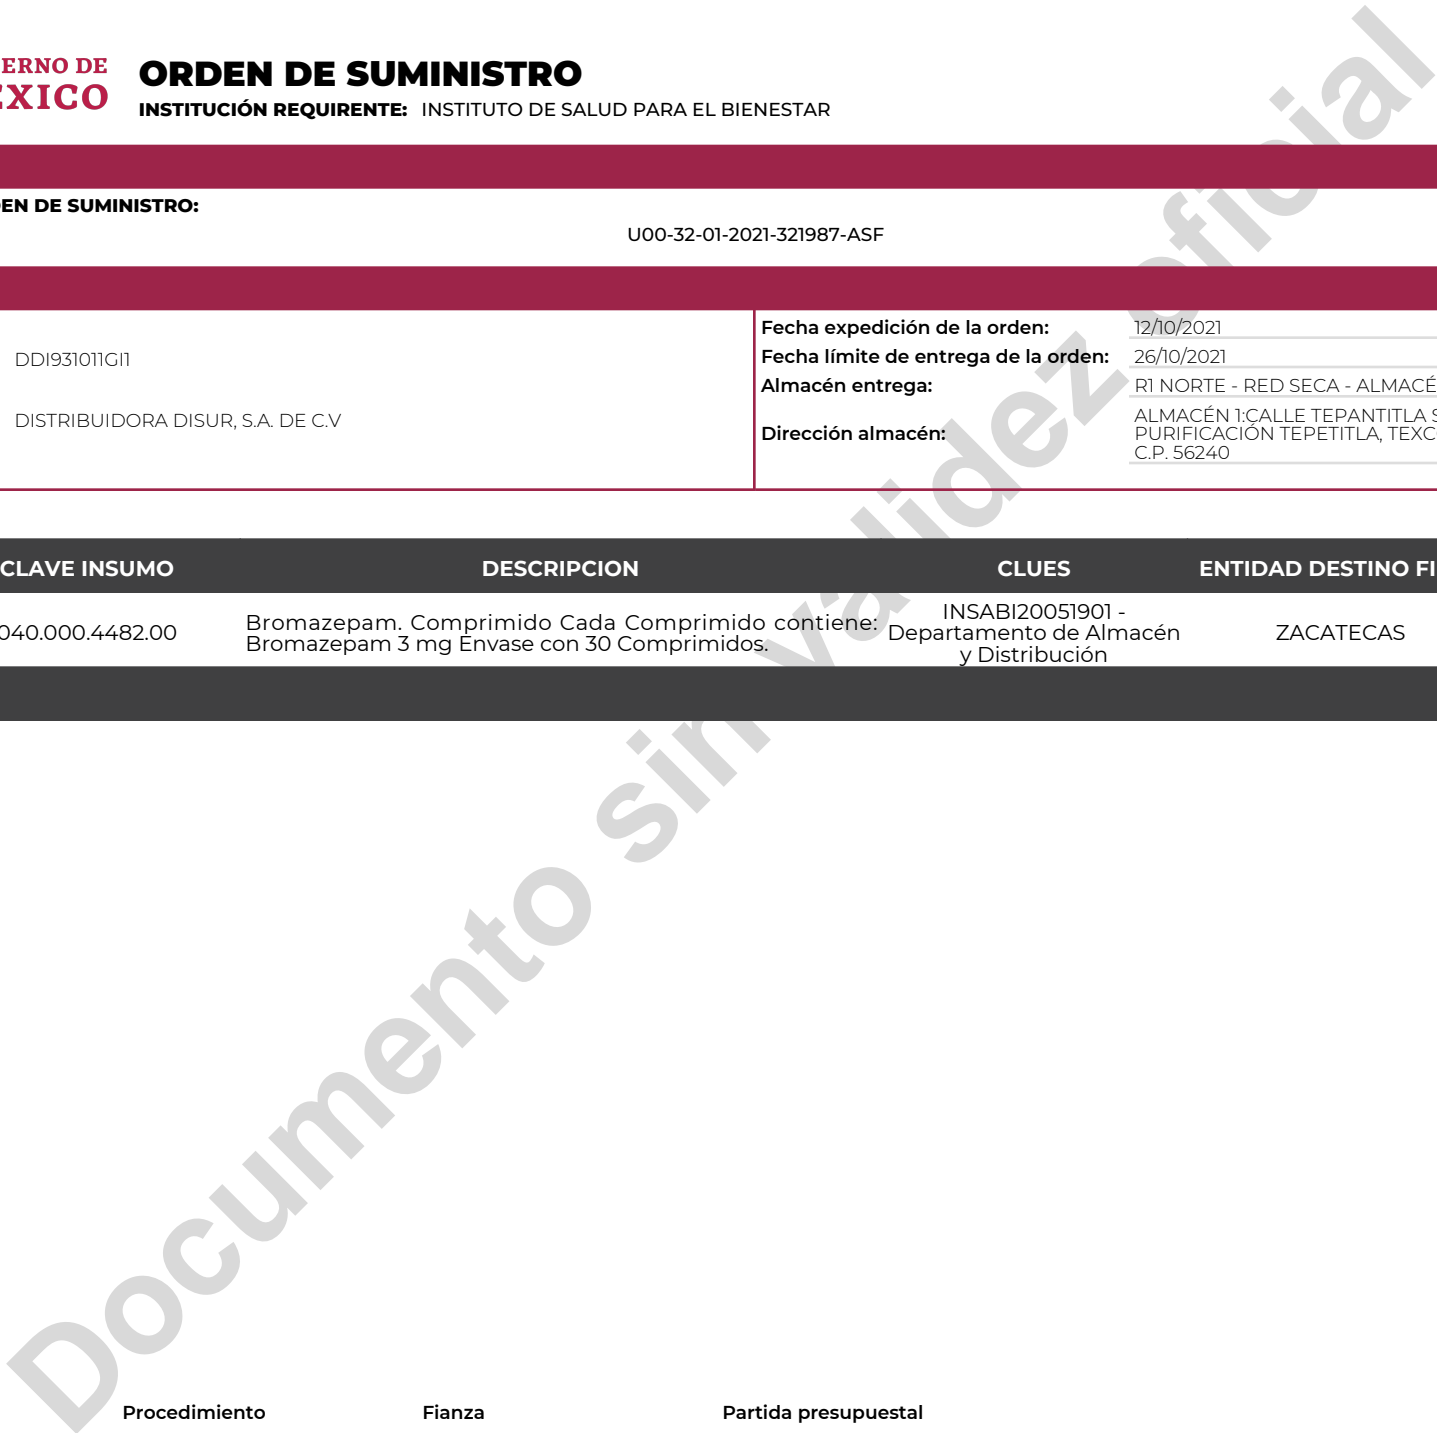 ERNO DE
EXICO
ORDEN DE SUMINISTRO
INSTITUCIÓN REQUIRENTE: INSTITUTO DE SALUD PARA EL BIENESTAR
EN DE SUMINISTRO:
U00-32-01-2021-321987-ASF
DDI931011GI1
DISTRIBUIDORA DISUR, S.A. DE C.V
Fecha expedición de la orden: 12/10/2021
Fecha límite de entrega de la orden: 26/10/2021
Almacén entrega: R1 NORTE - RED SECA - ALMACÉ
Dirección almacén:
ALMACÉN 1:CALLE TEPANTITLA S
PURIFICACIÓN TEPETITLA, TEXC
C.P. 56240
CLAVE INSUMO DESCRIPCION CLUES ENTIDAD DESTINO FI
040.000.4482.00
Bromazepam. Comprimido Cada Comprimido contiene:
Bromazepam 3 mg Envase con 30 Comprimidos.
INSABI20051901 -
Departamento de Almacén
y Distribución
ZACATECAS
Documento sin validez oficial
Procedimiento Fianza Partida presupuestal